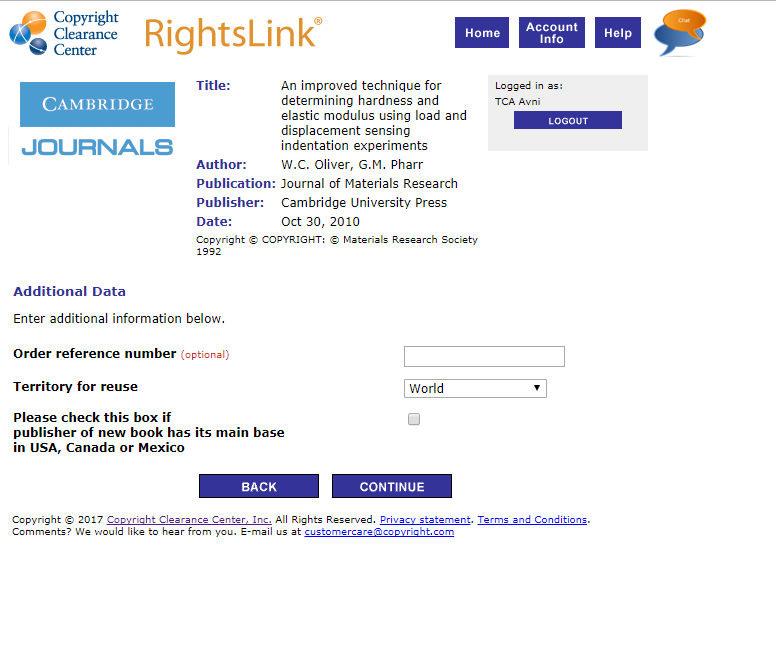 Copyright
Clearance
Center
RightsLink®
Home
Account
Info
Help
Chat
CAMBRIDGE
JOURNALS
Title: An improved technique for
determining hardness and
elastic modulus using load and
displacement sensing
indentation experiments
Author: W.C. Oliver, G.M. Pharr
Publication: Journal of Materials Research
Publisher: Cambridge University Press
Date: Oct 30, 2010
Copyright © COPYRIGHT: © Materials Research Society
1992
Logged in as:
TCA Avni
LOGOUT
Additional Data
Enter additional information below.
Order reference number (optional)
Territory for reuse World
Please check this box if
publisher of new book has its main base
in USA, Canada or Mexico
BACK CONTINUE
Copyright © 2017 Copyright Clearance Center, Inc. All Rights Reserved. Privacy statement. Terms and Conditions.
Comments? We would like to hear from you. E-mail us at customercare@copyright.com